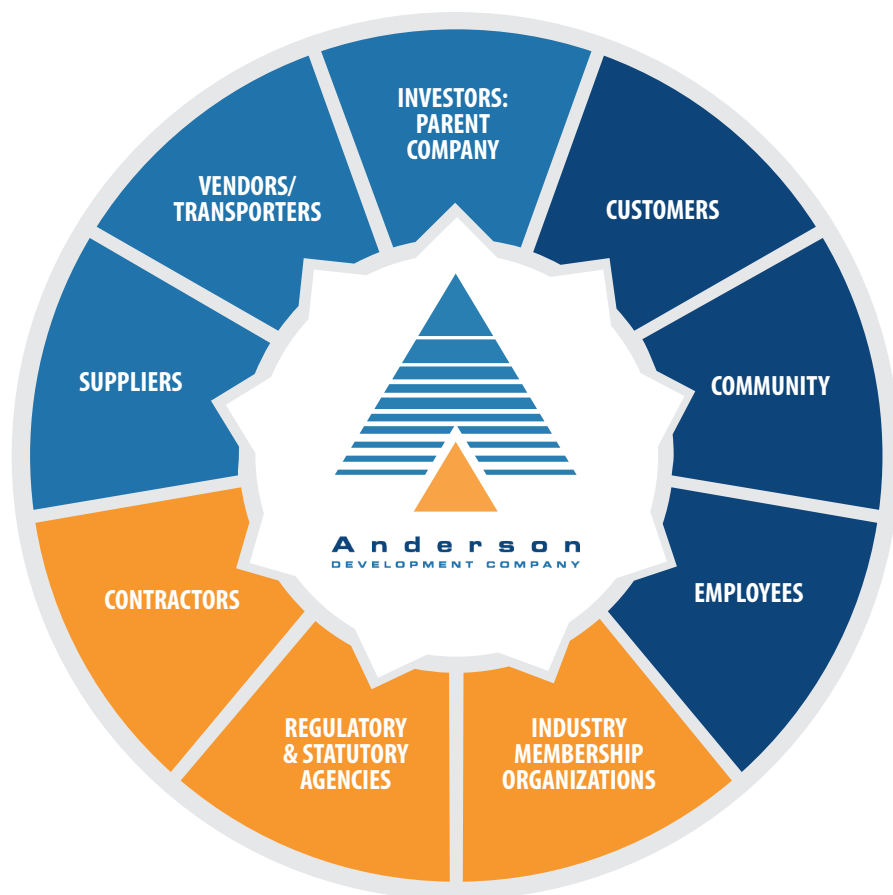 INVESTORS:
PARENT
COMPANY
CUSTOMERS
COMMUNITY
EMPLOYEES
INDUSTRY
MEMBERSHIP
ORGANIZATIONS
REGULATORY
& STATUTORY
AGENCIES
CONTRACTORS
SUPPLIERS
VENDORS/
TRANSPORTERS
Anderson
DEVELOPMENT COMPANY